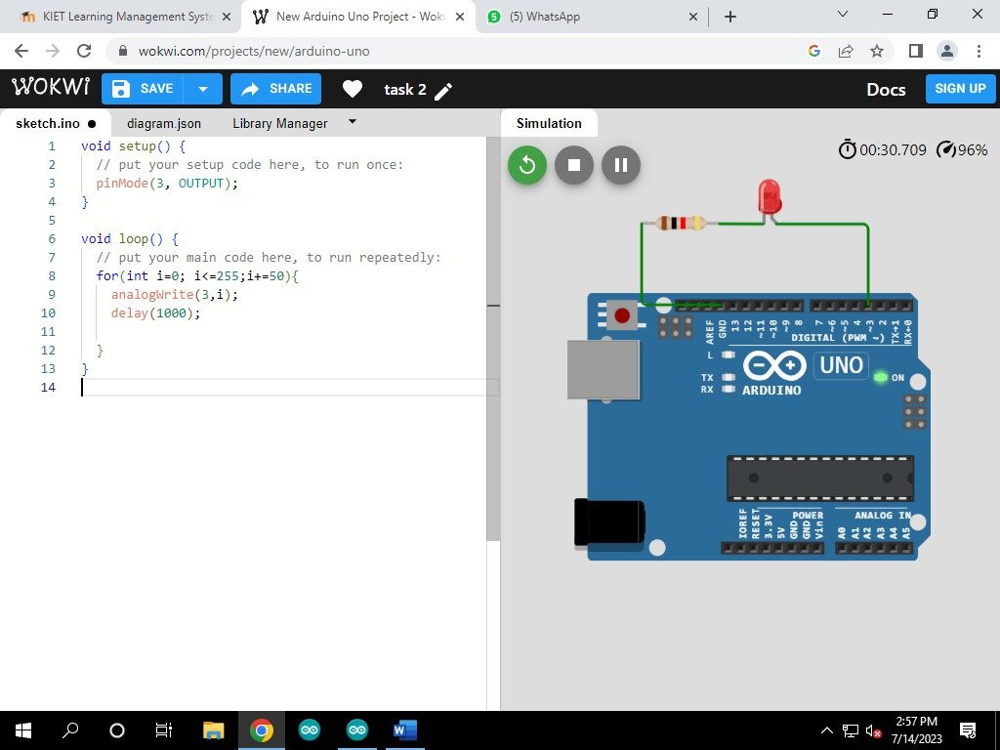 KIET Learning Management Syste
New Arduino Uno Project - Wokw
(5) WhatsApp
wokwi.com/projects/new/arduino-uno
WOKWi
SAVE
SHARE
task 2
Docs
SIGN UP
sketch.ino
diagram.json
Library Manager
Simulation
1 void setup() {
2 // put your setup code here, to run once:
3 pinMode(3, OUTPUT);
4 }
5
6 void loop() {
7 // put your main code here, to run repeatedly:
8 for(int i=0; i<=255;i+=50){
9 analogWrite(3,i);
10 delay(1000);
11
12 }
13 }
14
00:30.709
96%
AREF
GND
13
12
~11
~10
~9
8
7
~6
~5
4
~3
2
TX→1
RX←0
DIGITAL (PWM ~)
L
TX
RX
UNO
ARDUINO
ON
IOREF
RESET
3.3V
5V
GND
GND
Vin
POWER
ANALOG IN
A0
A1
A2
A3
A4
A5
W
2:57 PM
7/14/2023